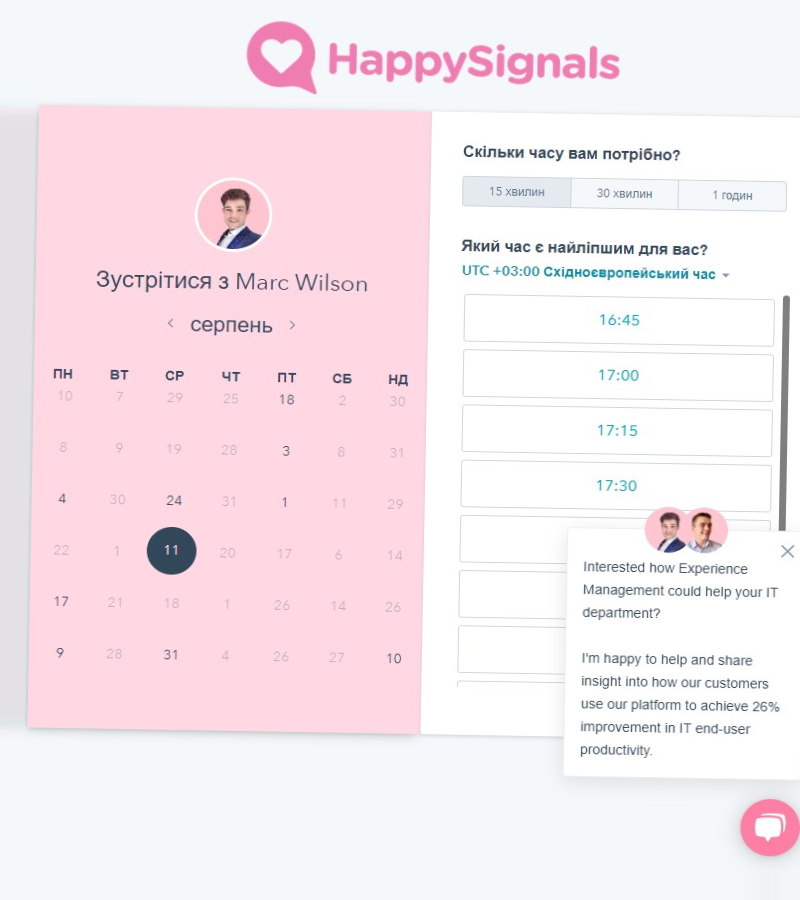 HappySignals
Зустрітися з Marc Wilson
серпень
ПН ВТ СР ЧТ ПТ СБ НД
10 7 29 25 18 2 30
8 9 19 28 3 8 31
4 30 24 31 1 11 29
22 1 11 20 17 6 14
17 21 18 1 26 14 26
9 28 31 4 26 27 10
Скільки часу вам потрібно?
15 хвилин 30 хвилин 1 годин
Який час є найліпшим для вас?
UTC +03:00 Східноєвропейський час
16:45
17:00
17:15
17:30
Interested how Experience
Management could help your IT
department?
I'm happy to help and share
insight into how our customers
use our platform to achieve 26%
improvement in IT end-user
productivity.